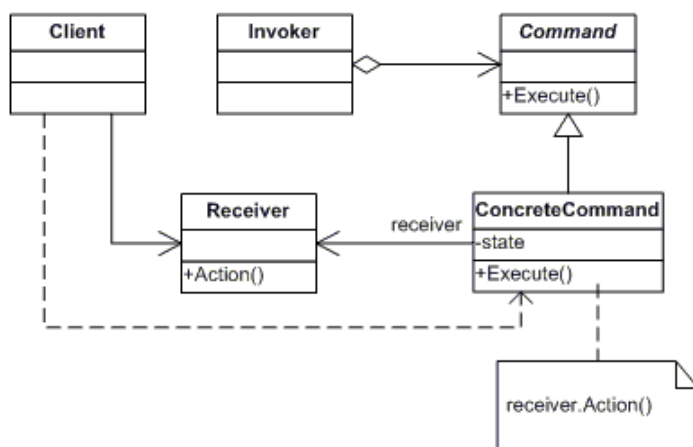 Client
Invoker
Command
+Execute()
Receiver
+Action()
receiver
ConcreteCommand
-state
+Execute()
receiver.Action()